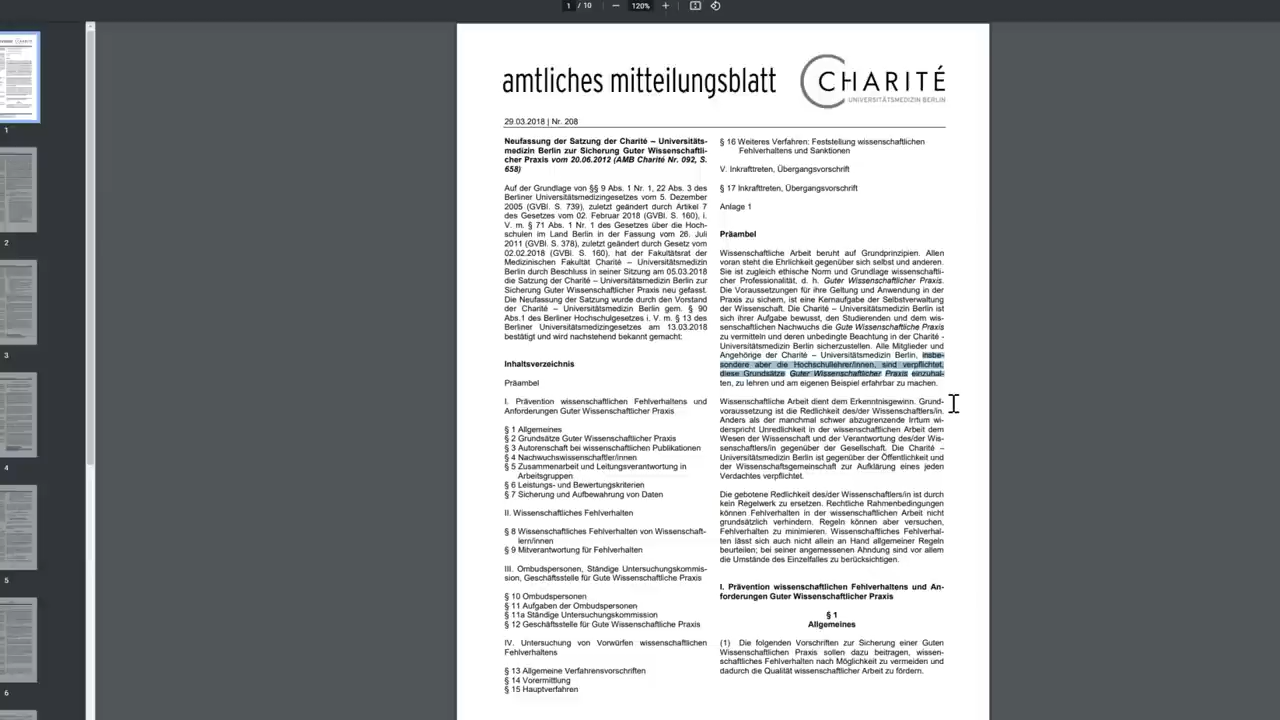 1 / 10 120%
amtliches mitteilungsblatt
CHARITÉ
UNIVERSITÄTSMEDIZIN BERLIN
29.03.2018 | Nr. 208
Neufassung der Satzung der Charité – Universitäts-
medizin Berlin zur Sicherung Guter Wissenschaftli-
cher Praxis vom 20.06.2012 (AMB Charité Nr. 092, S.
658)
Auf der Grundlage von §§ 9 Abs. 1 Nr. 1, 22 Abs. 3 des
Berliner Universitätsmedizingesetzes vom 5. Dezember
2005 (GVBl. S. 739), zuletzt geändert durch Artikel 7
des Gesetzes vom 02. Februar 2018 (GVBl. S. 160), i.
V. m. § 71 Abs. 1 Nr. 1 des Gesetzes über die Hoch-
schulen im Land Berlin in der Fassung vom 26. Juli
2011 (GVBl. S. 378), zuletzt geändert durch Gesetz vom
02.02.2018 (GVBl. S. 160), hat der Fakultätsrat der
Medizinischen Fakultät Charité – Universitätsmedizin
Berlin durch Beschluss in seiner Sitzung am 05.03.2018
die Satzung der Charité – Universitätsmedizin Berlin zur
Sicherung Guter Wissenschaftlicher Praxis neu gefasst.
Die Neufassung der Satzung wurde durch den Vorstand
der Charité – Universitätsmedizin Berlin gem. § 90
Abs.1 des Berliner Hochschulgesetzes i. V. m. § 13 des
Berliner Universitätsmedizingesetzes am 13.03.2018
bestätigt und wird nachstehend bekannt gemacht:
Inhaltsverzeichnis
Präambel
I. Prävention wissenschaftlichen Fehlverhaltens und
Anforderungen Guter Wissenschaftlicher Praxis
§ 1 Allgemeines
§ 2 Grundsätze Guter Wissenschaftlicher Praxis
§ 3 Autorenschaft bei wissenschaftlichen Publikationen
§ 4 Nachwuchswissenschaftler/innen
§ 5 Zusammenarbeit und Leitungsverantwortung in
Arbeitsgruppen
§ 6 Leistungs- und Bewertungskriterien
§ 7 Sicherung und Aufbewahrung von Daten
II. Wissenschaftliches Fehlverhalten
§ 8 Wissenschaftliches Fehlverhalten von Wissenschaft-
lern/innen
§ 9 Mitverantwortung für Fehlverhalten
III. Ombudspersonen, Ständige Untersuchungskommis-
sion, Geschäftsstelle für Gute Wissenschaftliche Praxis
§ 10 Ombudspersonen
§ 11 Aufgaben der Ombudspersonen
§ 11a Ständige Untersuchungskommission
§ 12 Geschäftsstelle für Gute Wissenschaftliche Praxis
IV. Untersuchung von Vorwürfen wissenschaftlichen
Fehlverhaltens
§ 13 Allgemeine Verfahrensvorschriften
§ 14 Vorermittlung
§ 15 Hauptverfahren
§ 16 Weiteres Verfahren: Feststellung wissenschaftlichen
Fehlverhaltens und Sanktionen
V. Inkrafttreten, Übergangsvorschrift
§ 17 Inkrafttreten, Übergangsvorschrift
Anlage 1
Präambel
Wissenschaftliche Arbeit beruht auf Grundprinzipien. Allen
voran steht die Ehrlichkeit gegenüber sich selbst und anderen.
Sie ist zugleich ethische Norm und Grundlage wissenschaftli-
cher Professionalität, d. h. Guter Wissenschaftlicher Praxis.
Die Voraussetzungen für ihre Geltung und Anwendung in der
Praxis zu sichern, ist eine Kernaufgabe der Selbstverwaltung
der Wissenschaft. Die Charité – Universitätsmedizin Berlin ist
sich ihrer Aufgabe bewusst, den Studierenden und dem wis-
senschaftlichen Nachwuchs die Gute Wissenschaftliche Praxis
zu vermitteln und deren unbedingte Beachtung in der Charité -
Universitätsmedizin Berlin sicherzustellen. Alle Mitglieder und
Angehörige der Charité – Universitätsmedizin Berlin, insbe-
sondere aber die Hochschullehrer/innen, sind verpflichtet,
diese Grundsätze Guter Wissenschaftlicher Praxis einzuhal-
ten, zu lehren und am eigenen Beispiel erfahrbar zu machen.
Wissenschaftliche Arbeit dient dem Erkenntnisgewinn. Grund-
voraussetzung ist die Redlichkeit des/der Wissenschaftlers/in.
Anders als der manchmal schwer abzugrenzende Irrtum wi-
derspricht Unredlichkeit in der wissenschaftlichen Arbeit dem
Wesen der Wissenschaft und der Verantwortung des/der Wis-
senschaftlers/in gegenüber der Gesellschaft. Die Charité –
Universitätsmedizin Berlin ist gegenüber der Öffentlichkeit und
der Wissenschaftsgemeinschaft zur Aufklärung eines jeden
Verdachtes verpflichtet.
Die gebotene Redlichkeit des/der Wissenschaftlers/in ist durch
kein Regelwerk zu ersetzen. Rechtliche Rahmenbedingungen
können Fehlverhalten in der wissenschaftlichen Arbeit nicht
grundsätzlich verhindern. Regeln können aber versuchen,
Fehlverhalten zu minimieren. Wissenschaftliches Fehlverhal-
ten lässt sich auch nicht allein an Hand allgemeiner Regeln
beurteilen; bei seiner angemessenen Ahndung sind vor allem
die Umstände des Einzelfalles zu berücksichtigen.
I. Prävention wissenschaftlichen Fehlverhaltens und An-
forderungen Guter Wissenschaftlicher Praxis
§ 1
Allgemeines
(1) Die folgenden Vorschriften zur Sicherung einer Guten
Wissenschaftlichen Praxis sollen dazu beitragen, wissen-
schaftliches Fehlverhalten nach Möglichkeit zu vermeiden und
dadurch die Qualität wissenschaftlicher Arbeit zu fördern.
1
2
3
4
5
6